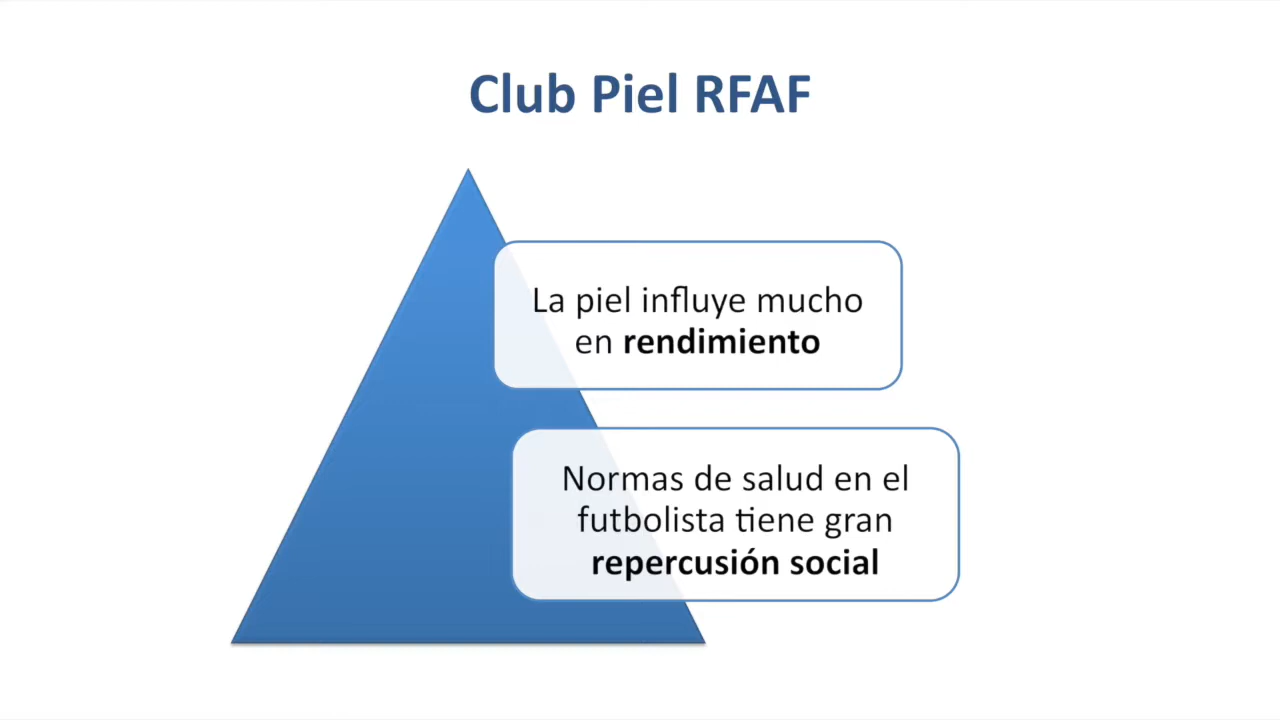 Club Piel RFAF
La piel influye mucho
en rendimiento
Normas de salud en el
futbolista tiene gran
repercusión social